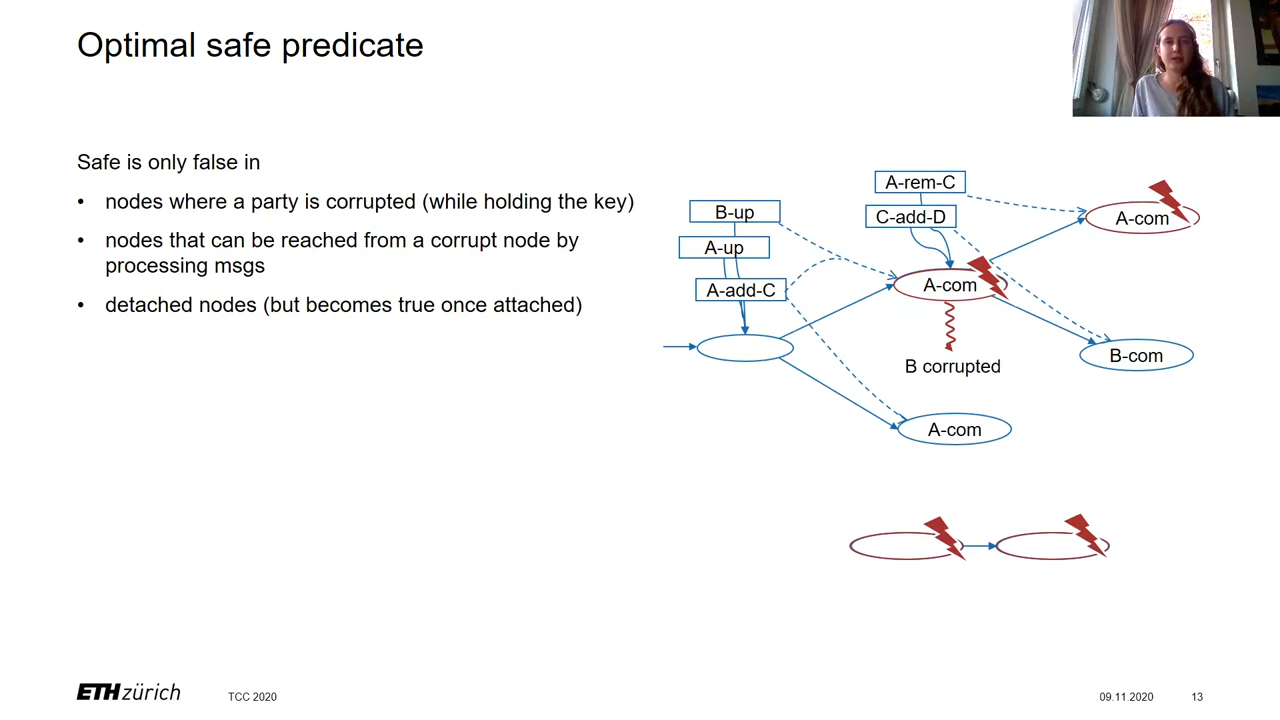 Optimal safe predicate
Safe is only false in
• nodes where a party is corrupted (while holding the key)
• nodes that can be reached from a corrupt node by
processing msgs
• detached nodes (but becomes true once attached)
B-up
A-up
A-add-C
A-rem-C
C-add-D
A-com
A-com
B corrupted
B-com
A-com
ETH zürich
TCC 2020
09.11.2020
13